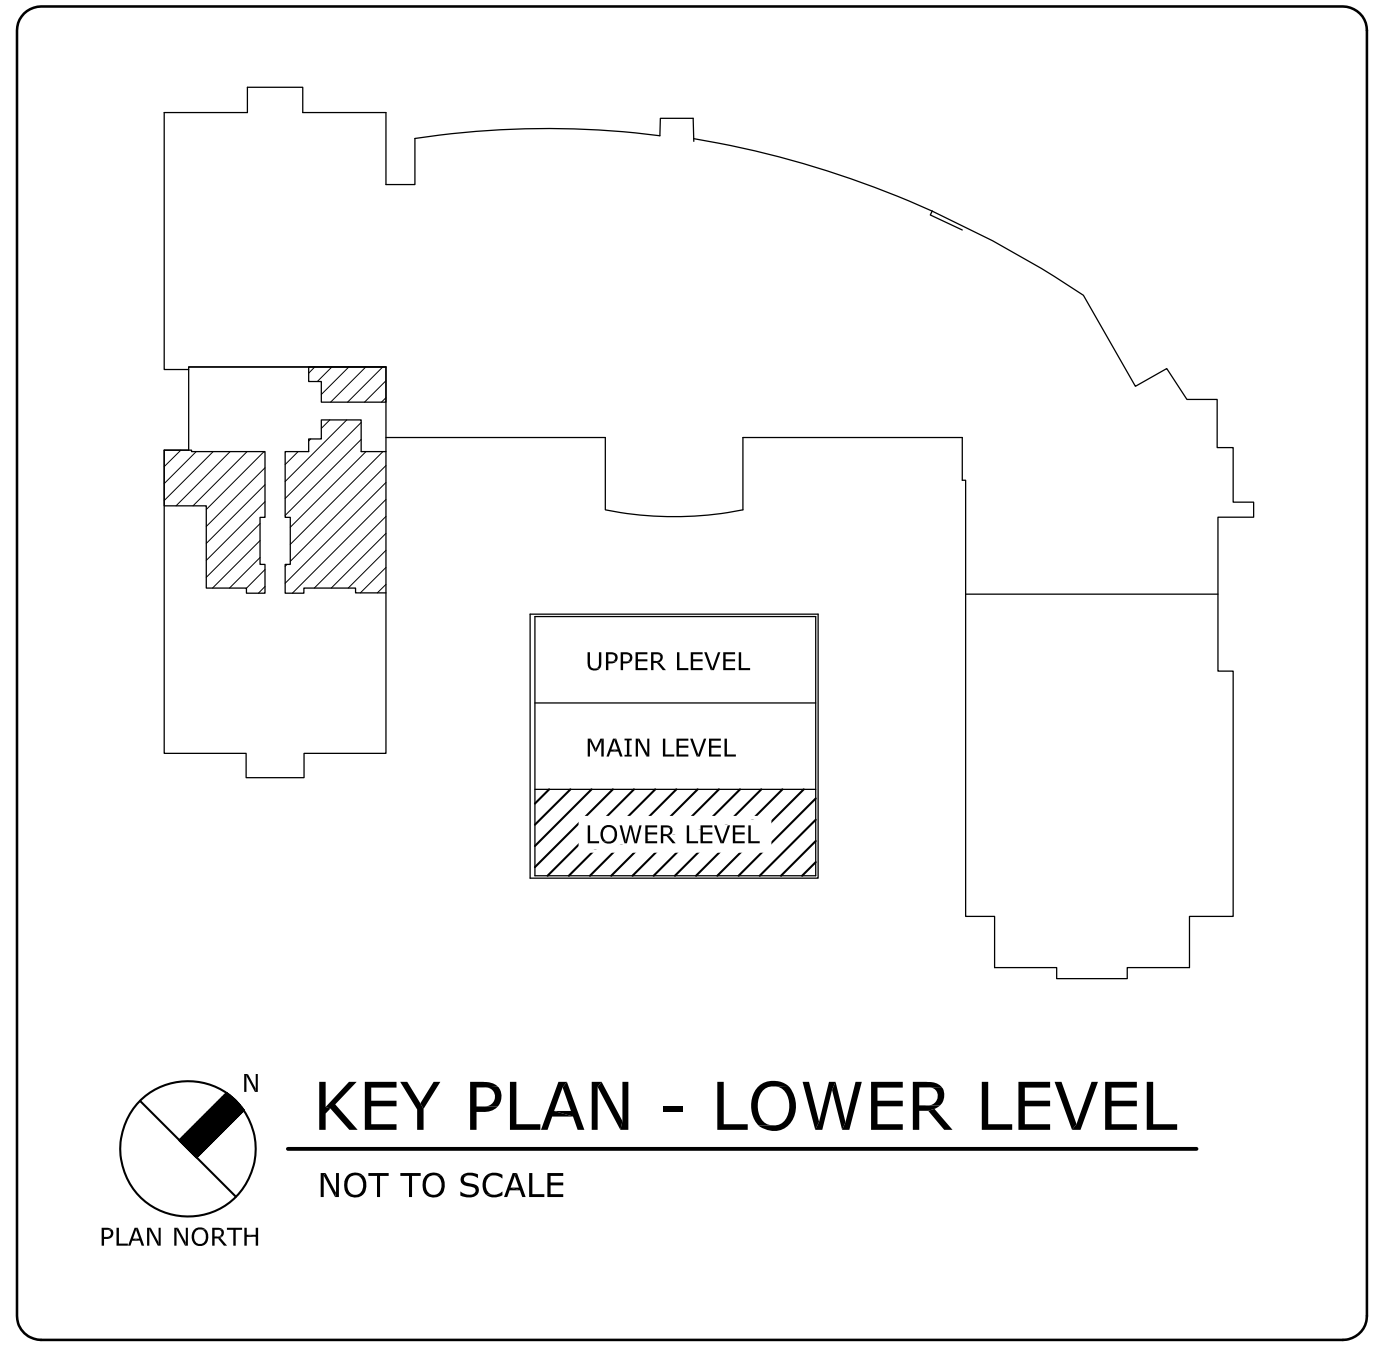 UPPER LEVEL
MAIN LEVEL
LOWER LEVEL
N
KEY PLAN - LOWER LEVEL
NOT TO SCALE
PLAN NORTH